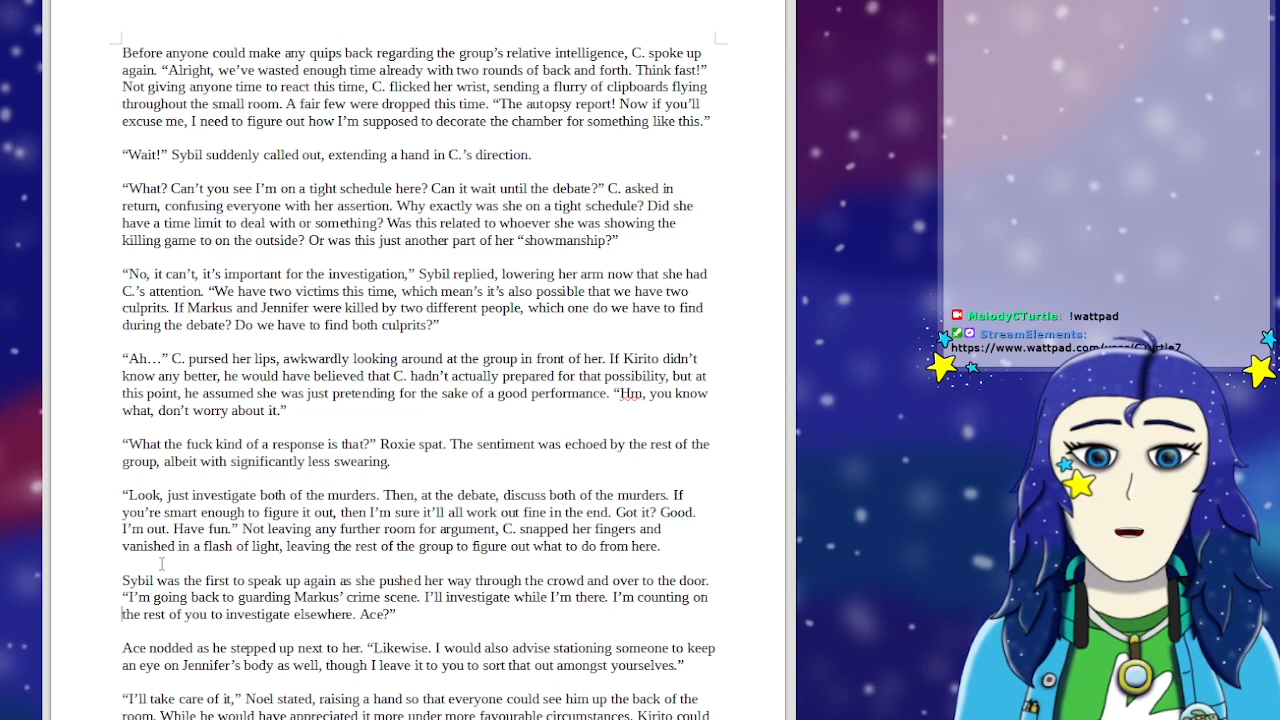 Before anyone could make any quips back regarding the group’s relative intelligence, C. spoke up
again. “Alright, we’ve wasted enough time already with two rounds of back and forth. Think fast!”
Not giving anyone time to react this time, C. flicked her wrist, sending a flurry of clipboards flying
throughout the small room. A fair few were dropped this time. “The autopsy report! Now if you’ll
excuse me, I need to figure out how I’m supposed to decorate the chamber for something like this.”
“Wait!” Sybil suddenly called out, extending a hand in C.’s direction.
“What? Can’t you see I’m on a tight schedule here? Can it wait until the debate?” C. asked in
return, confusing everyone with her assertion. Why exactly was she on a tight schedule? Did she
have a time limit to deal with or something? Was this related to whoever she was showing the
killing game to on the outside? Or was this just another part of her “showmanship?”
“No, it can’t, it’s important for the investigation,” Sybil replied, lowering her arm now that she had
C.’s attention. “We have two victims this time, which mean’s it’s also possible that we have two
culprits. If Markus and Jennifer were killed by two different people, which one do we have to find
during the debate? Do we have to find both culprits?”
“Ah…” C. pursed her lips, awkwardly looking around at the group in front of her. If Kirito didn’t
know any better, he would have believed that C. hadn’t actually prepared for that possibility, but at
this point, he assumed she was just pretending for the sake of a good performance. “Hm, you know
what, don’t worry about it.”
“What the fuck kind of a response is that?” Roxie spat. The sentiment was echoed by the rest of the
group, albeit with significantly less swearing.
“Look, just investigate both of the murders. Then, at the debate, discuss both of the murders. If
you’re smart enough to figure it out, then I’m sure it’ll all work out fine in the end. Got it? Good.
I’m out. Have fun.” Not leaving any further room for argument, C. snapped her fingers and
vanished in a flash of light, leaving the rest of the group to figure out what to do from here.
Sybil was the first to speak up again as she pushed her way through the crowd and over to the door.
“I’m going back to guarding Markus’ crime scene. I’ll investigate while I’m there. I’m counting on
the rest of you to investigate elsewhere. Ace?”
Ace nodded as he stepped up next to her. “Likewise. I would also advise stationing someone to keep
an eye on Jennifer’s body as well, though I leave it to you to sort that out amongst yourselves.”
“I’ll take care of it,” Noel stated, raising a hand so that everyone could see him up the back of the
room. While he would have appreciated it more under more favourable circumstances, Kirito could
MelodyCTurtle: !wattpad
StreamElements:
https://www.wattpad.com/